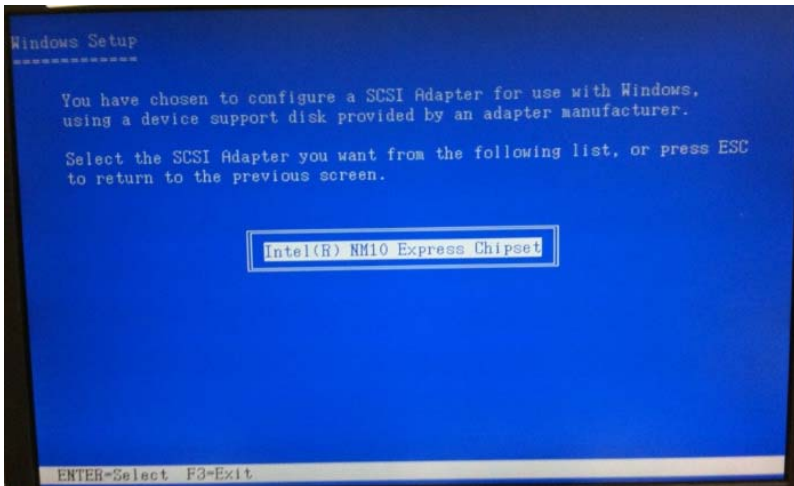 Windows Setup
=============
You have chosen to configure a SCSI Adapter for use with Windows,
using a device support disk provided by an adapter manufacturer.
Select the SCSI Adapter you want from the following list, or press ESC
to return to the previous screen.
Intel(R) NM10 Express Chipset
ENTER=Select F3=Exit